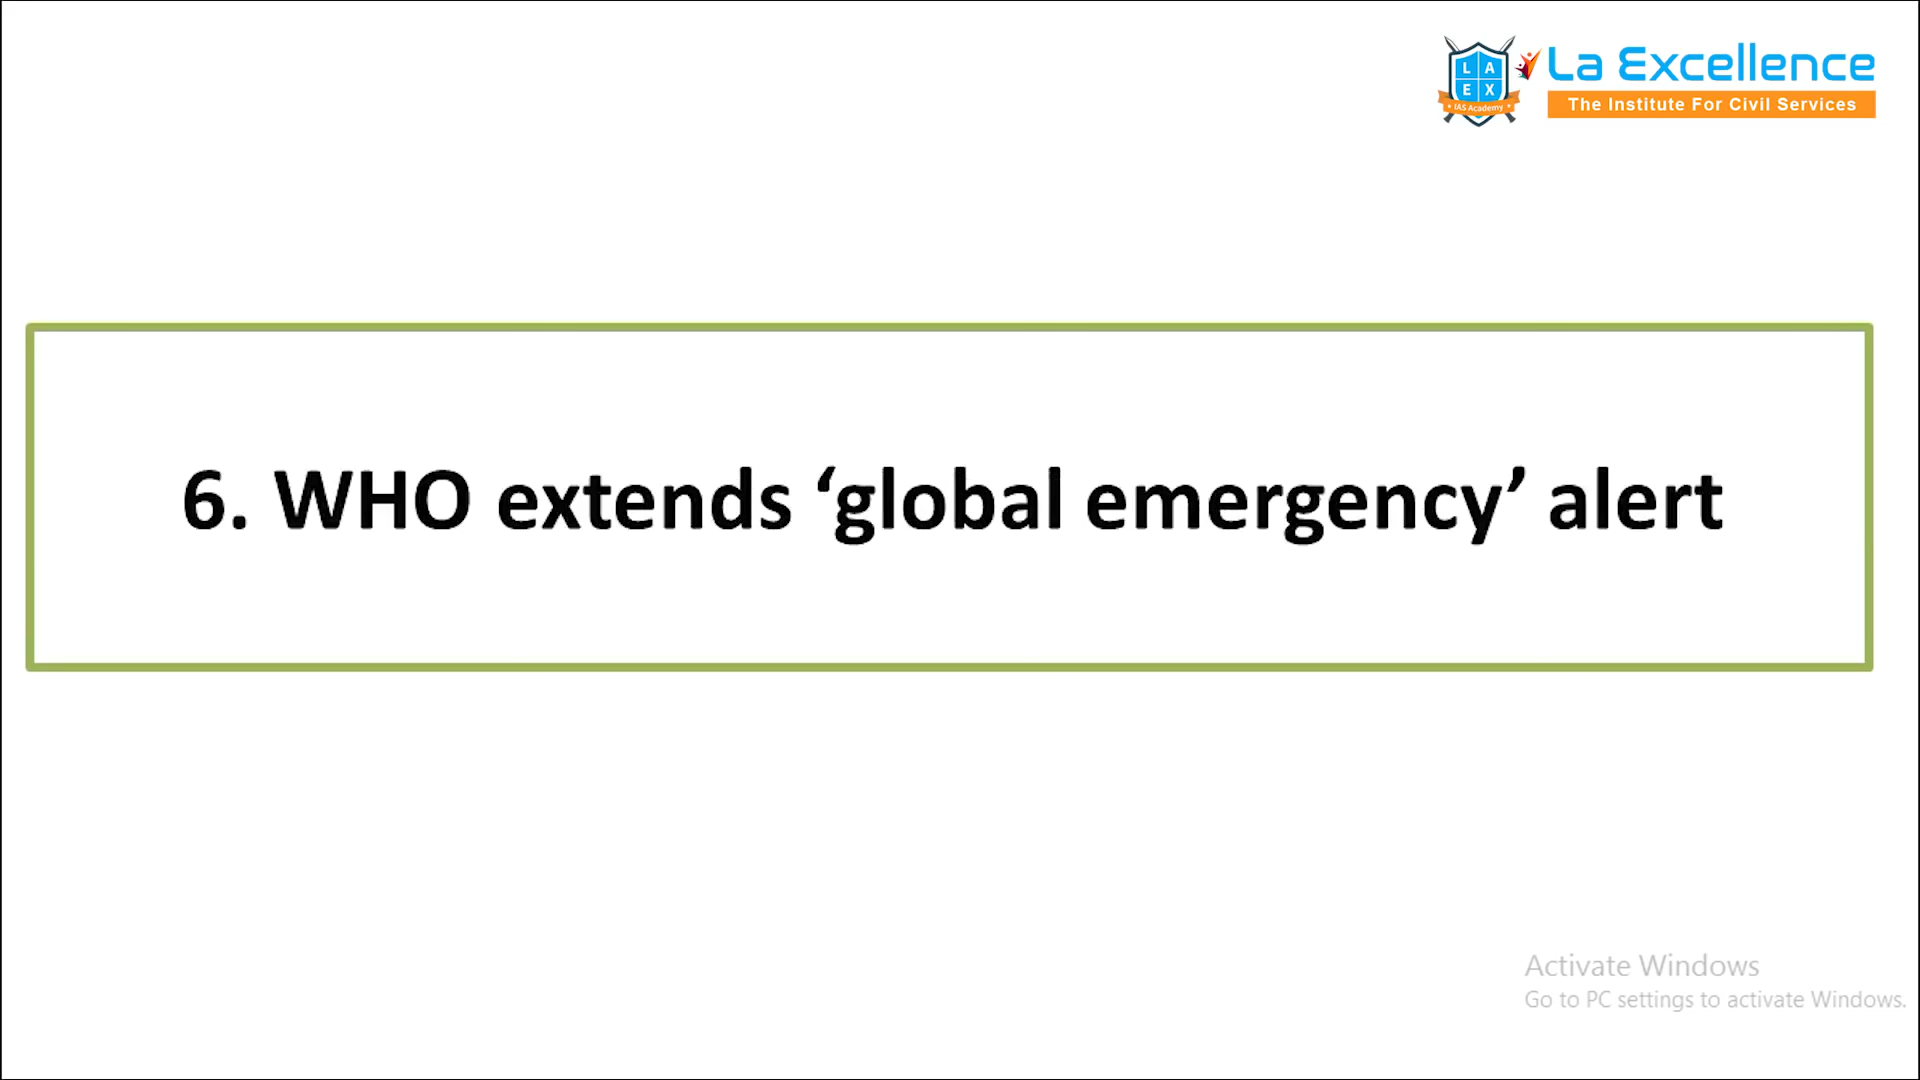 L A
E X
IAS Academy
La Excellence
The Institute For Civil Services
6. WHO extends ‘global emergency’ alert
Activate Windows
Go to PC settings to activate Windows.